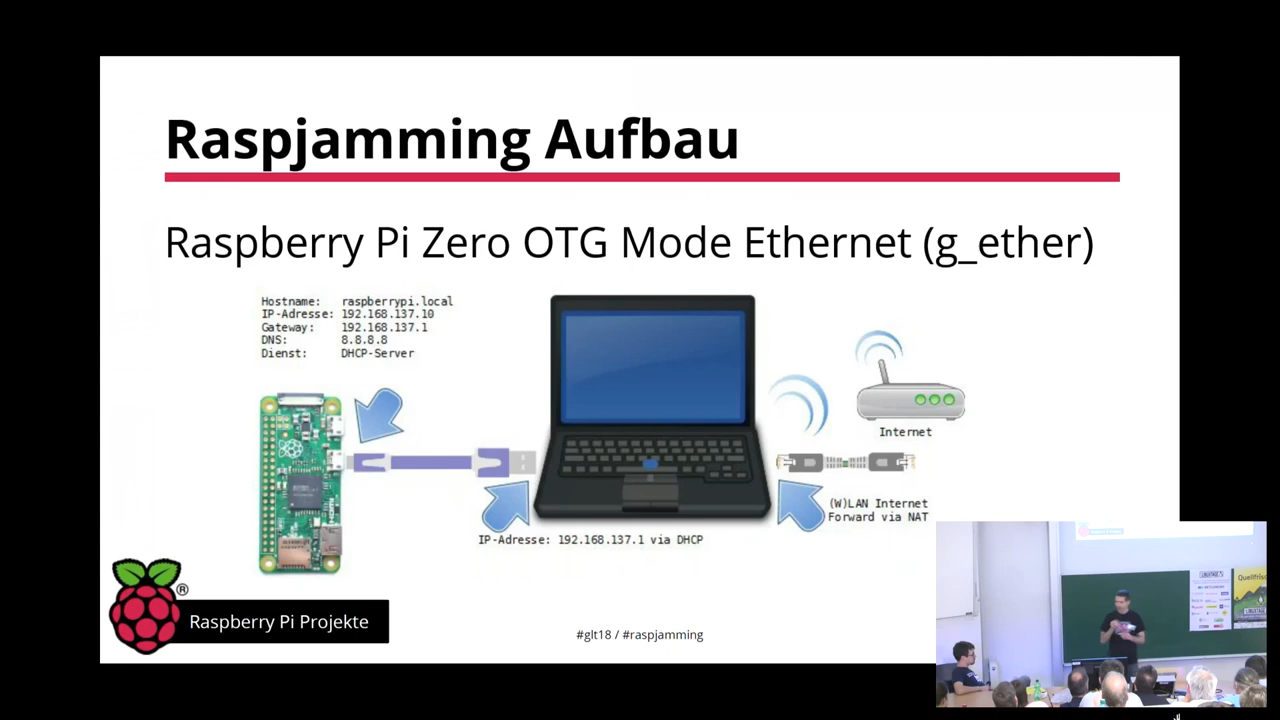 Raspjamming Aufbau
Raspberry Pi Zero OTG Mode Ethernet (g_ether)
Hostname: raspberrypi.local
IP-Adresse: 192.168.137.10
Gateway: 192.168.137.1
DNS: 8.8.8.8
Dienst: DHCP-Server
Internet
(W)LAN Internet
Forward via NAT
IP-Adresse: 192.168.137.1 via DHCP
®
Raspberry Pi Projekte
#glt18 / #raspjamming
LINUXTAGE
Quellfrisch